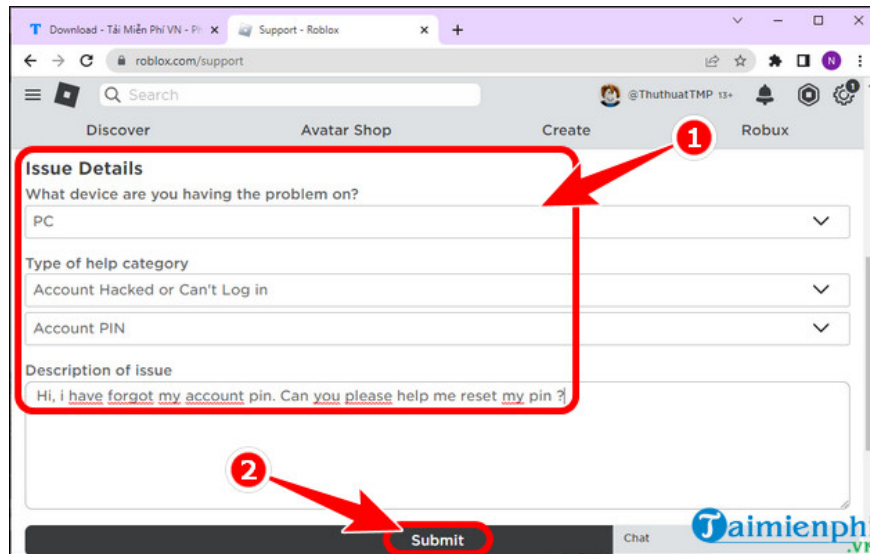 Download - Tải Miễn Phí VN - Ph
Support - Roblox
roblox.com/support
N
Search
@ThuthuatTMP 13+
1
Discover
Avatar Shop
Create
Robux
1
Issue Details
What device are you having the problem on?
PC
Type of help category
Account Hacked or Can't Log in
Account PIN
Description of issue
Hi, i have forgot my account pin. Can you please help me reset my pin ?
2
Submit
Chat
Taimienphi
.vn